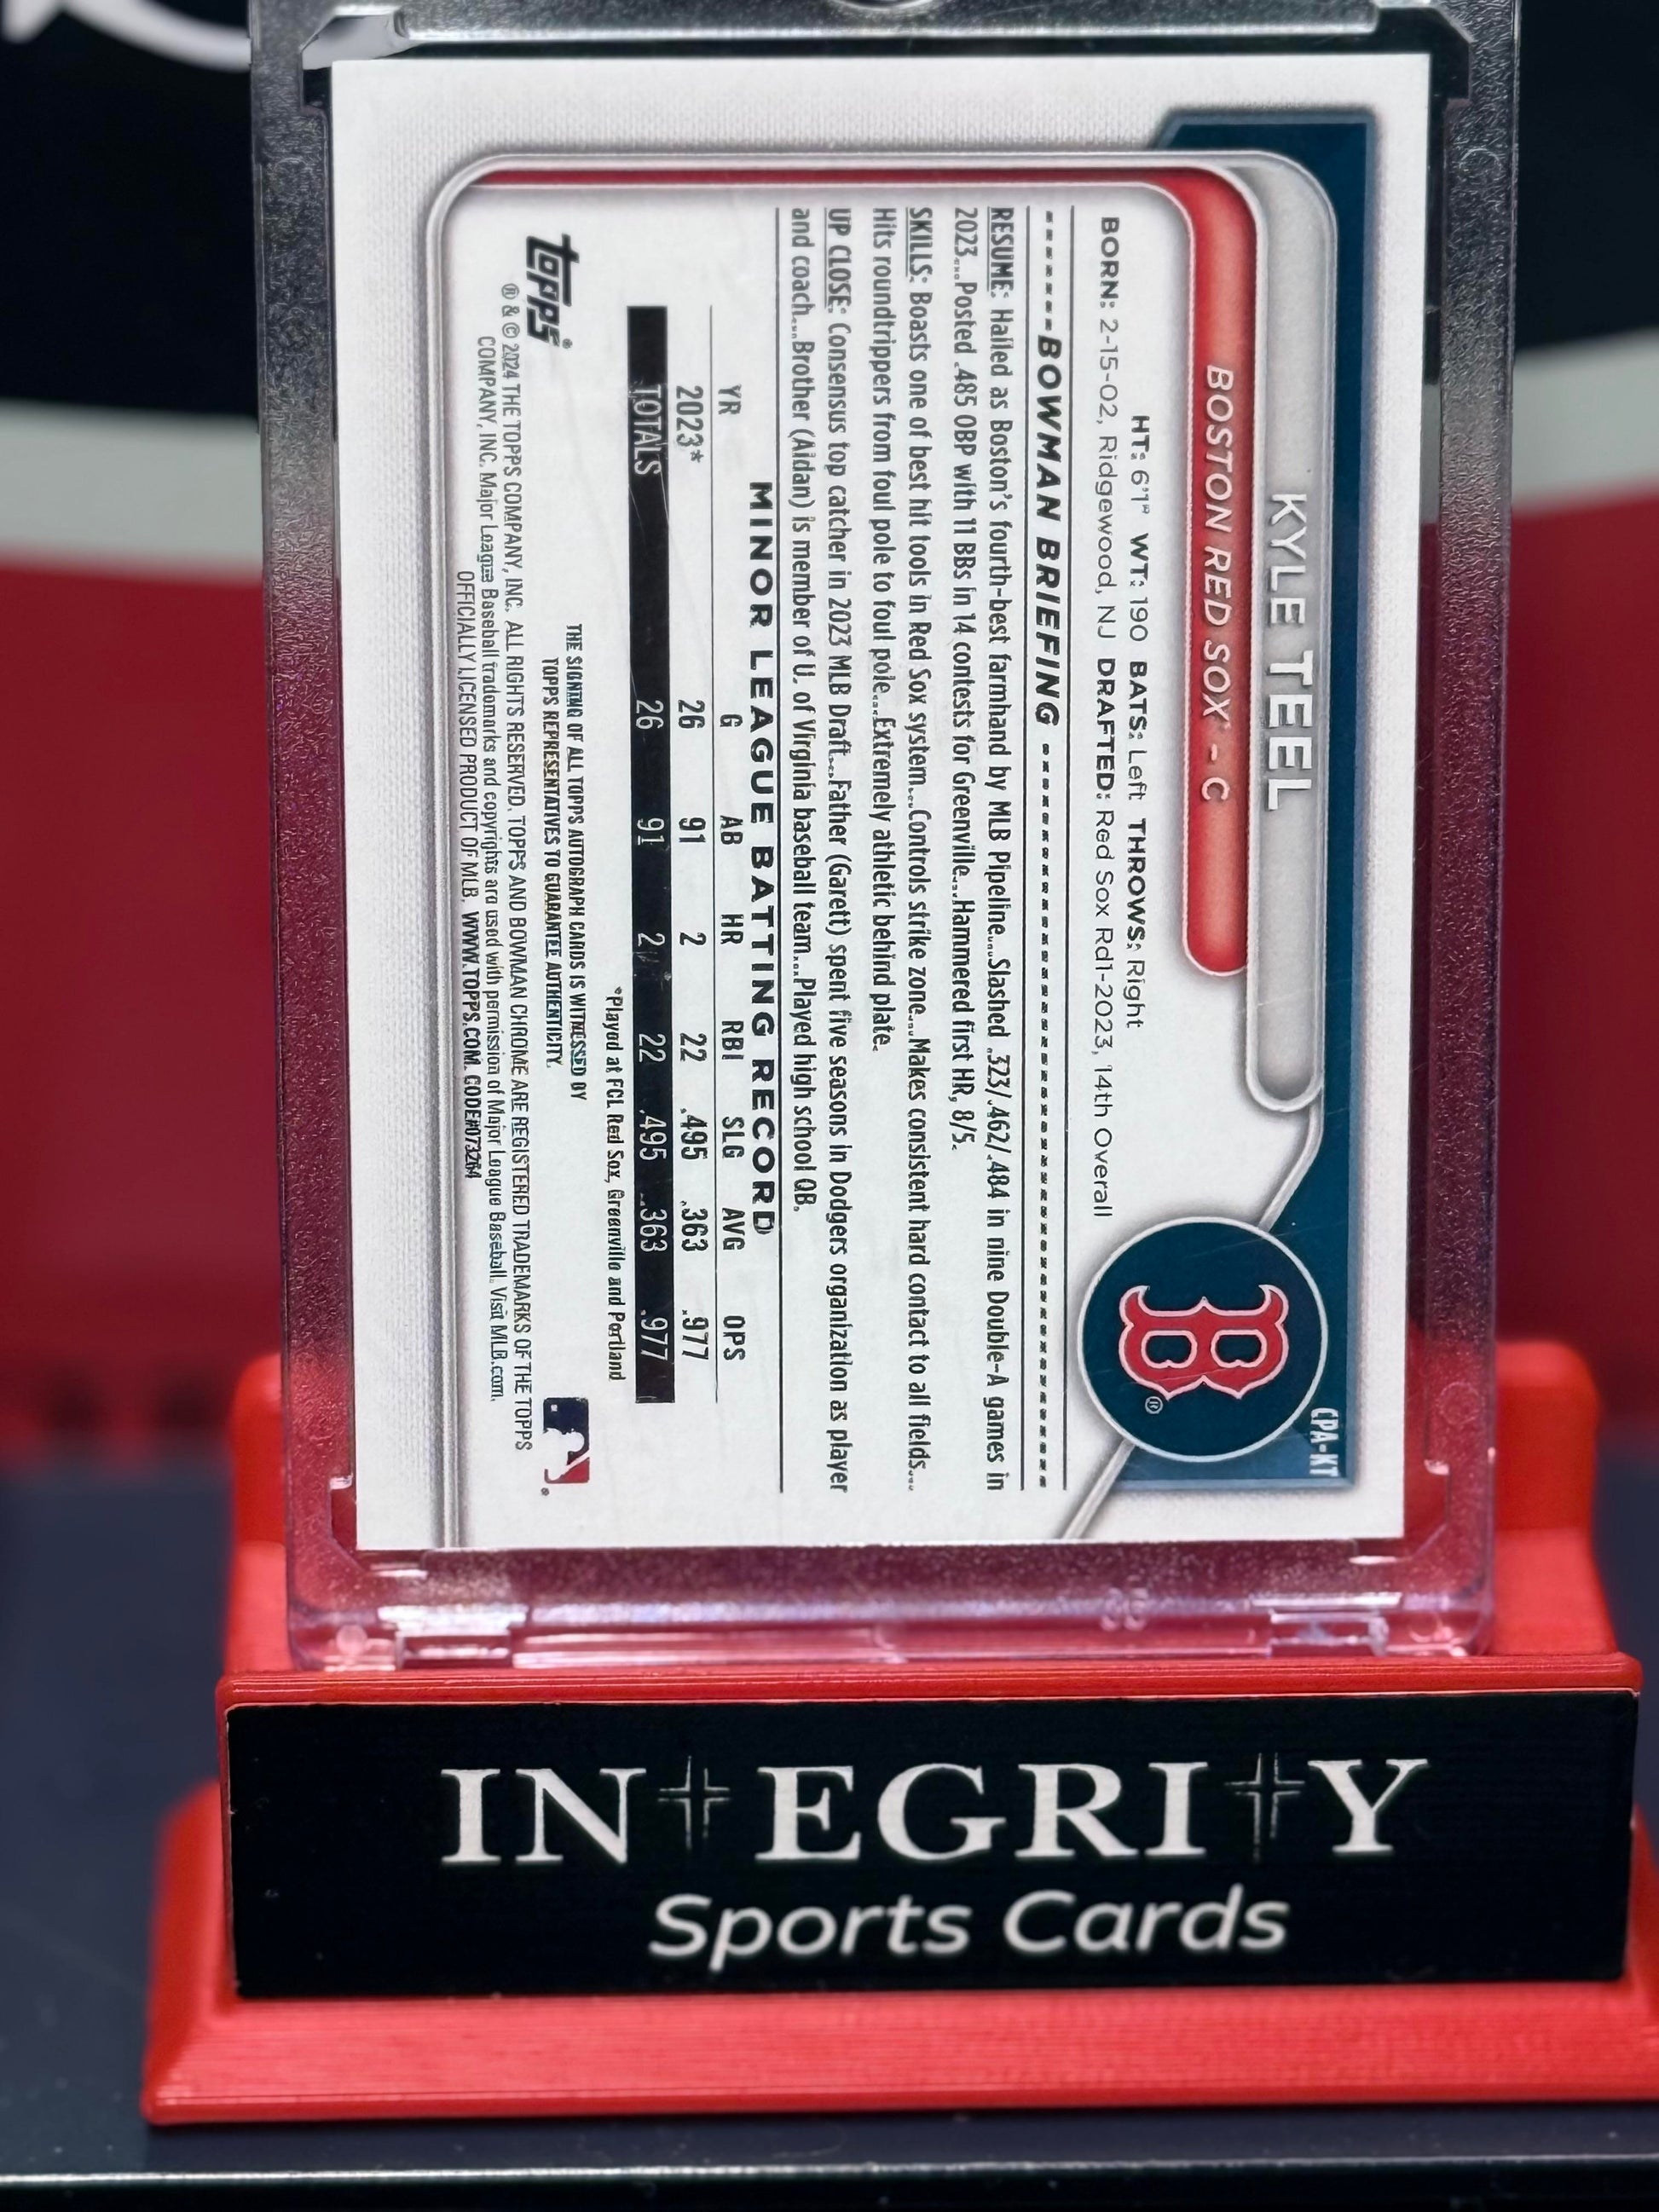 CPA-KT
KYLE TEEL
BOSTON RED SOX® - C
HT: 6'1" WT: 190 BATS: Left THROWS: Right
BORN: 2-15-02, Ridgewood, NJ DRAFTED: Red Sox Rd1-2023, 14th Overall
B®
BOWMAN BRIEFING
RESUME: Hailed as Boston's fourth-best farmhand by MLB Pipeline...Slashed .323/.462/.484 in nine Double-A games in
2023...Posted .485 OBP with 11 BBs in 14 contests for Greenville...Hammered first HR, 8/5.
SKILLS: Boasts one of best hit tools in Red Sox system...Controls strike zone...Makes consistent hard contact to all fields...
Hits roundtrippers from foul pole to foul pole...Extremely athletic behind plate.
UP CLOSE: Consensus top catcher in 2023 MLB Draft...Father (Garett) spent five seasons in Dodgers organization as player
and coach...Brother (Aidan) is member of U. of Virginia baseball team...Played high school QB.
MINOR LEAGUE BATTING RECORD
YR G AB HR RBI SLG AVG OPS
2023* 26 91 2 22 .495 .363 .977
TOTALS 26 91 2 22 .495 .363 .977
*Played at FCL Red Sox, Greenville and Portland
THE SIGNING OF ALL TOPPS AUTOGRAPH CARDS IS WITNESSED BY
TOPPS REPRESENTATIVES TO GUARANTEE AUTHENTICITY.
topps®
® & © 2024 THE TOPPS COMPANY, INC. ALL RIGHTS RESERVED. TOPPS AND BOWMAN CHROME ARE REGISTERED TRADEMARKS OF THE TOPPS
COMPANY, INC. Major League Baseball trademarks and copyrights are used with permission of Major League Baseball. Visit MLB.com.
OFFICIALLY LICENSED PRODUCT OF MLB. WWW.TOPPS.COM. CODE#073264
INTEGRITY
Sports Cards